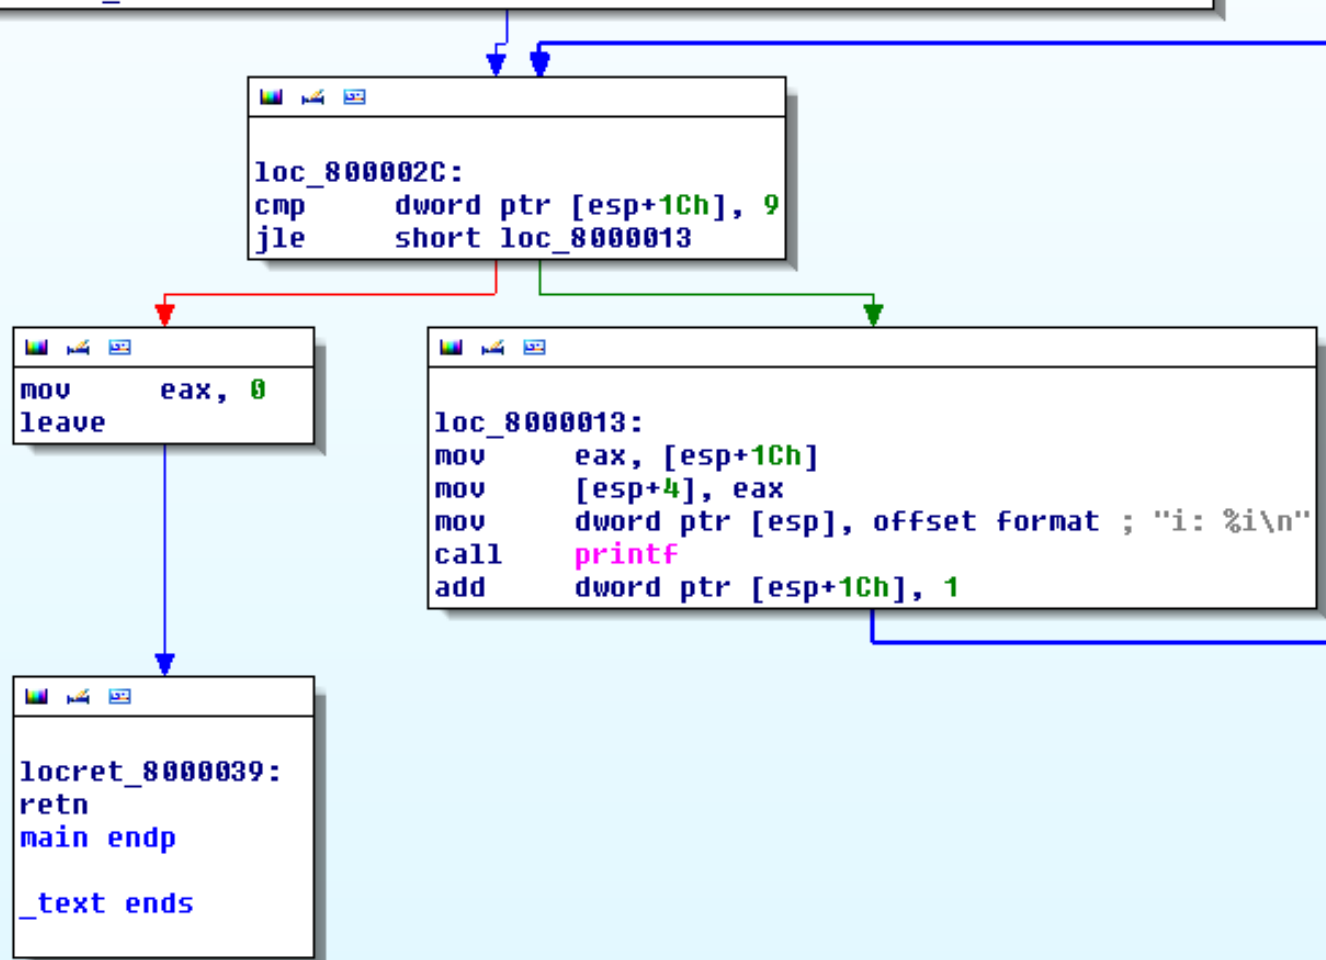 loc_800002C:
cmp dword ptr [esp+1Ch], 9
jle short loc_8000013
mov eax, 0
leave
loc_8000013:
mov eax, [esp+1Ch]
mov [esp+4], eax
mov dword ptr [esp], offset format ; "i: %i\n"
call printf
add dword ptr [esp+1Ch], 1
locret_8000039:
retn
main endp
_text ends